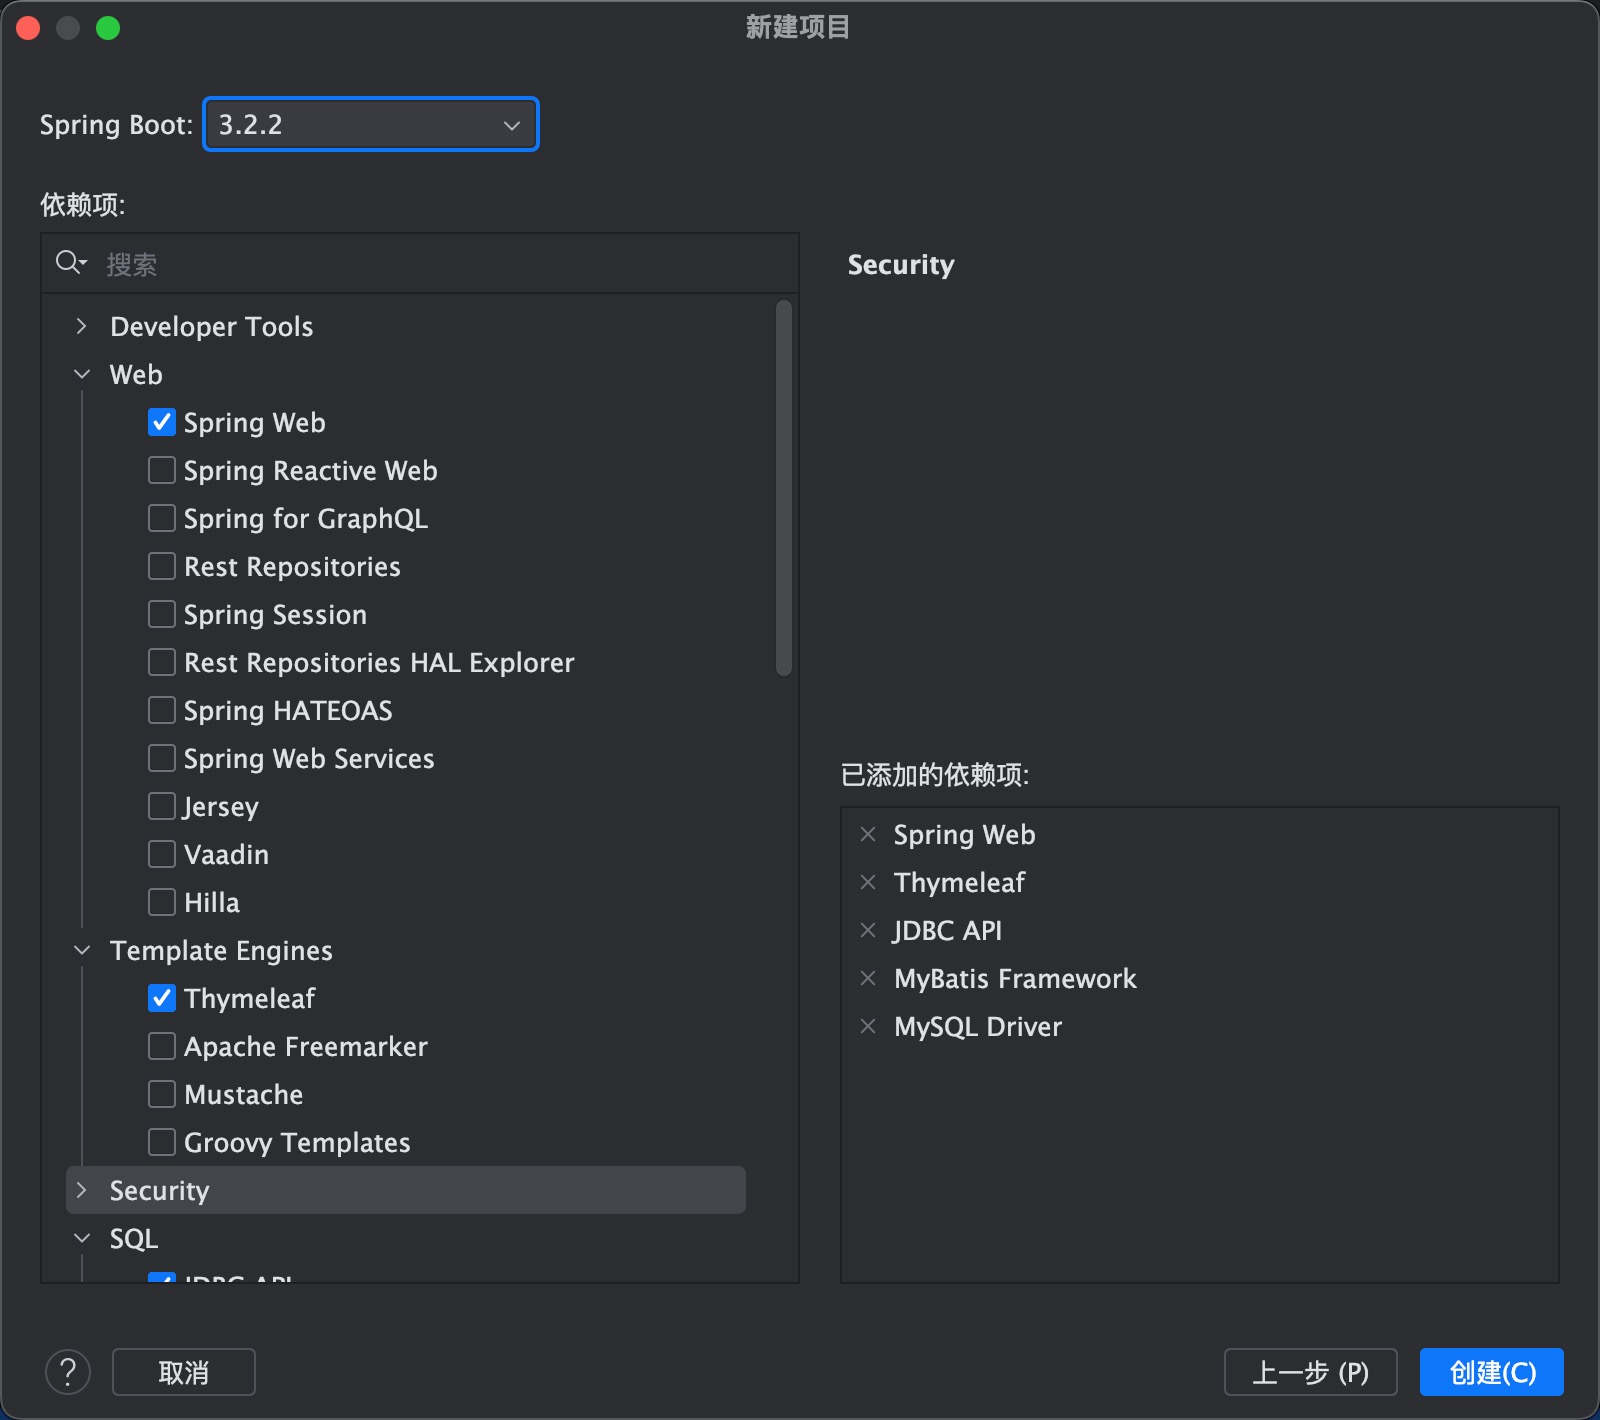 新建项目
Spring Boot: 3.2.2
依赖项:
搜索
Developer Tools
Web
Spring Web
Spring Reactive Web
Spring for GraphQL
Rest Repositories
Spring Session
Rest Repositories HAL Explorer
Spring HATEOAS
Spring Web Services
Jersey
Vaadin
Hilla
Template Engines
Thymeleaf
Apache Freemarker
Mustache
Groovy Templates
Security
SQL
JDBC API
Security
已添加的依赖项:
Spring Web
Thymeleaf
JDBC API
MyBatis Framework
MySQL Driver
?
取消
上一步 (P)
创建(C)